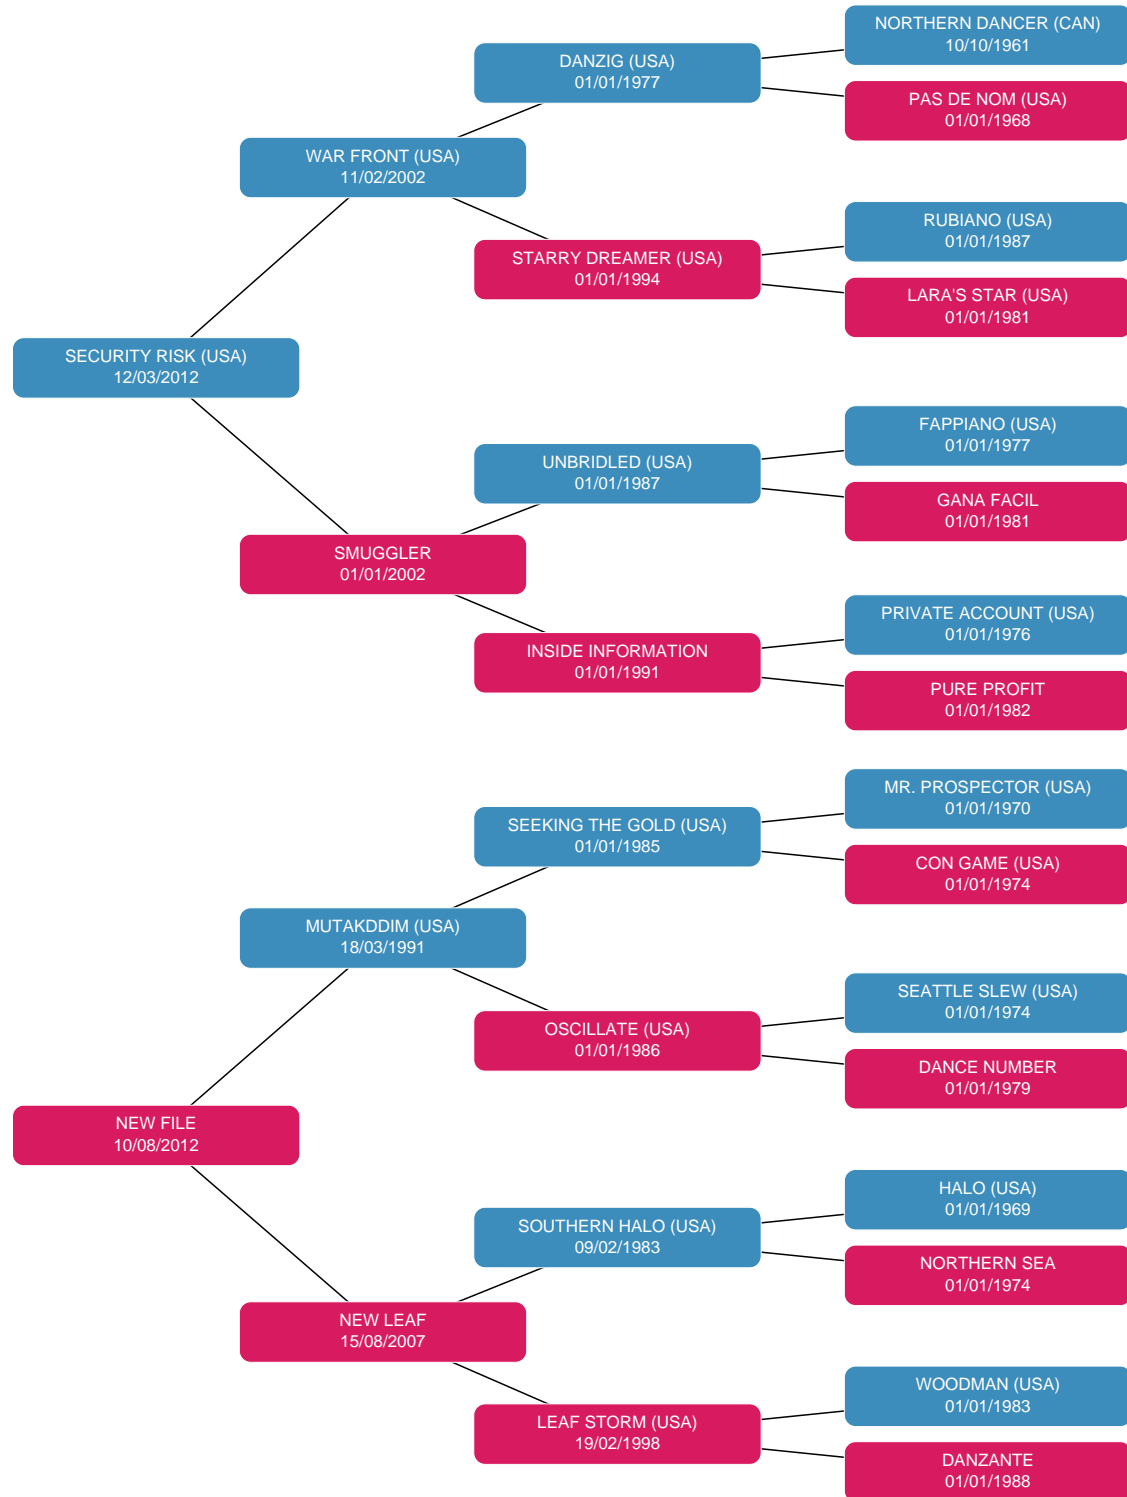 NORTHERN DANCER (CAN)
10/10/1961
DANZIG (USA)
01/01/1977
PAS DE NOM (USA)
01/01/1968
WAR FRONT (USA)
11/02/2002
RUBIANO (USA)
01/01/1987
STARRY DREAMER (USA)
01/01/1994
LARA'S STAR (USA)
01/01/1981
SECURITY RISK (USA)
12/03/2012
FAPPIANO (USA)
01/01/1977
UNBRIDLED (USA)
01/01/1987
GANA FACIL
01/01/1981
SMUGGLER
01/01/2002
PRIVATE ACCOUNT (USA)
01/01/1976
INSIDE INFORMATION
01/01/1991
PURE PROFIT
01/01/1982
MR. PROSPECTOR (USA)
01/01/1970
SEEKING THE GOLD (USA)
01/01/1985
CON GAME (USA)
01/01/1974
MUTAKDDIM (USA)
18/03/1991
SEATTLE SLEW (USA)
01/01/1974
OSCILLATE (USA)
01/01/1986
DANCE NUMBER
01/01/1979
NEW FILE
10/08/2012
HALO (USA)
01/01/1969
SOUTHERN HALO (USA)
09/02/1983
NORTHERN SEA
01/01/1974
NEW LEAF
15/08/2007
WOODMAN (USA)
01/01/1983
LEAF STORM (USA)
19/02/1998
DANZANTE
01/01/1988